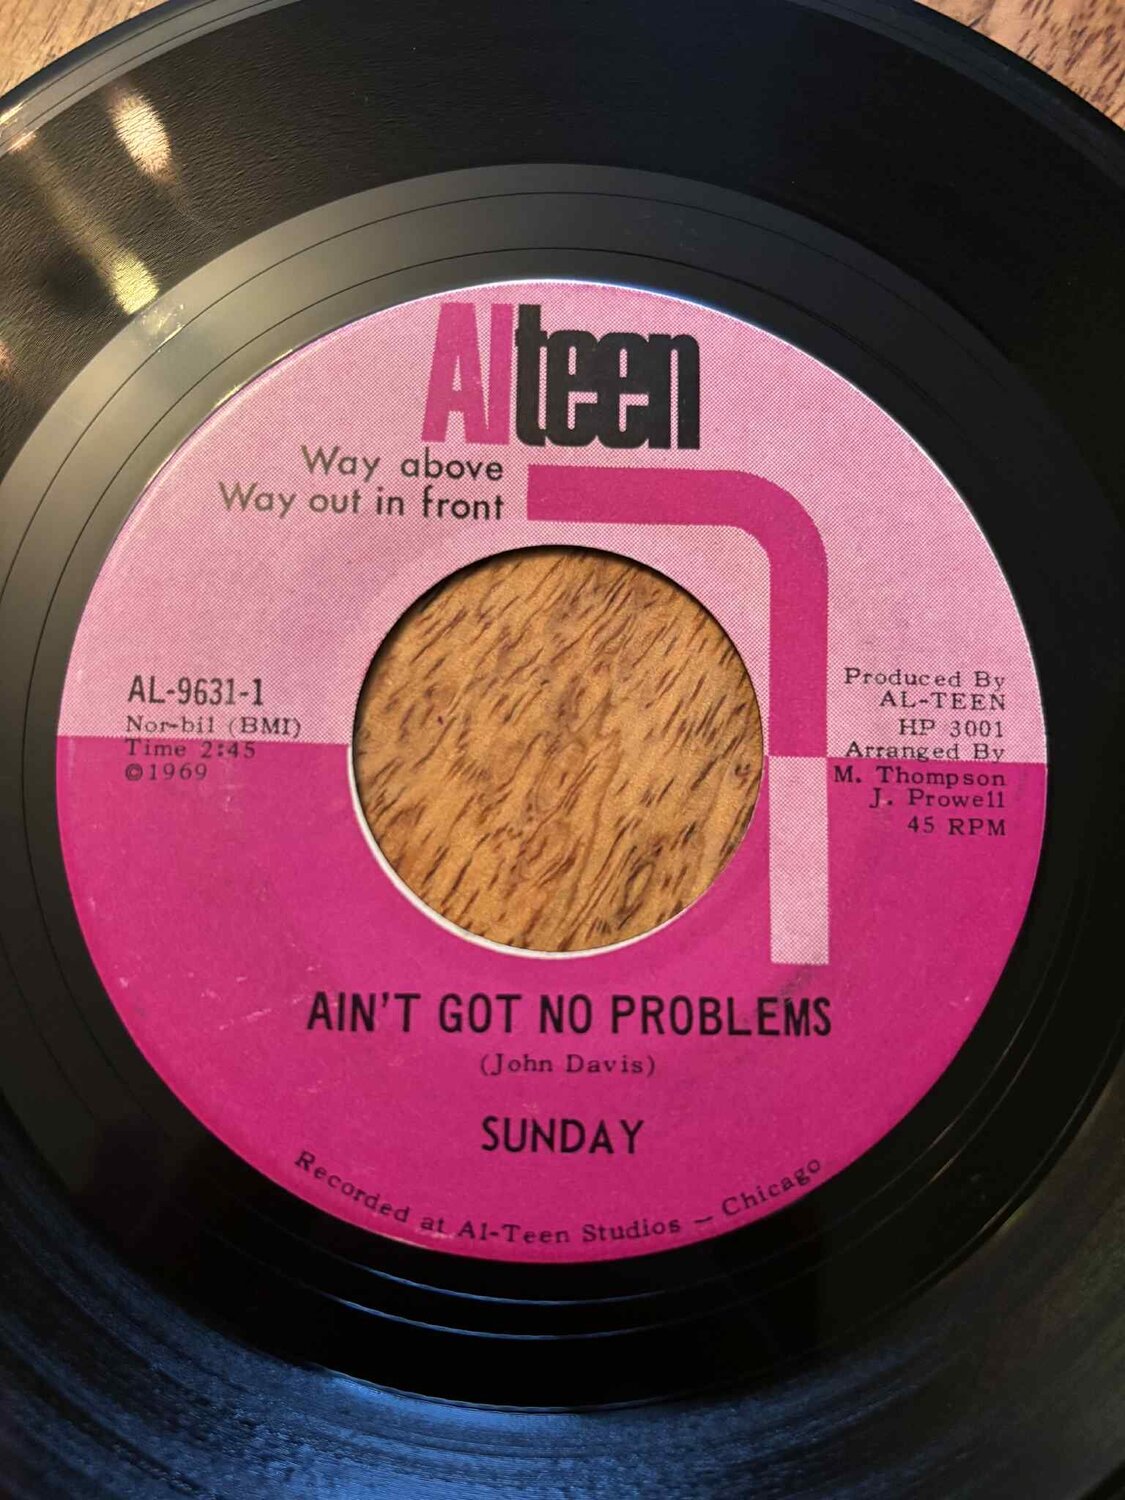 Alteen
Way above
Way out in front
AL-9631-1
Nor-bil (BMI)
Time 2:45
©1969
Produced By
AL-TEEN
HP 3001
Arranged By
M. Thompson
J. Prowell
45 RPM
AIN'T GOT NO PROBLEMS
(John Davis)
SUNDAY
Recorded at Al-Teen Studios — Chicago